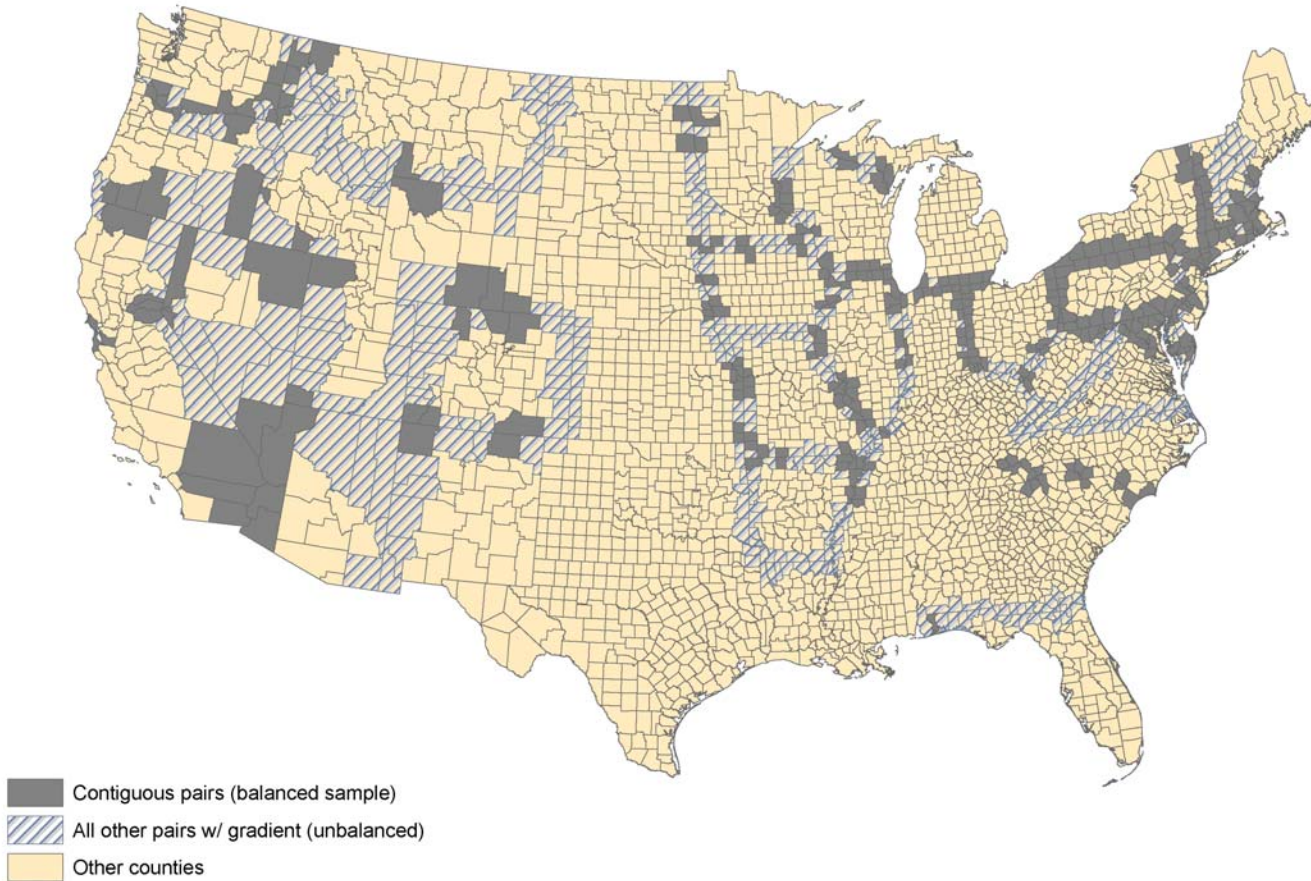 Contiguous pairs (balanced sample)
All other pairs w/ gradient (unbalanced)
Other counties